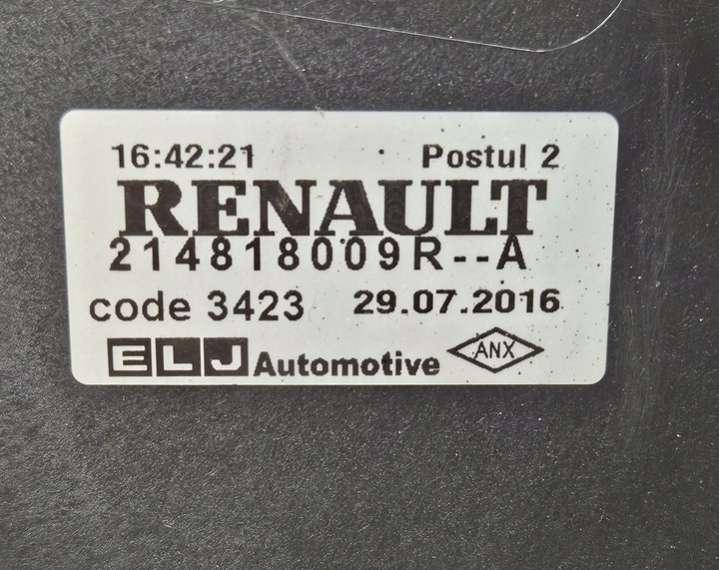 16:42:21 Postul 2
RENAULT
214818009R--A
code 3423 29.07.2016
ELJ Automotive ANX